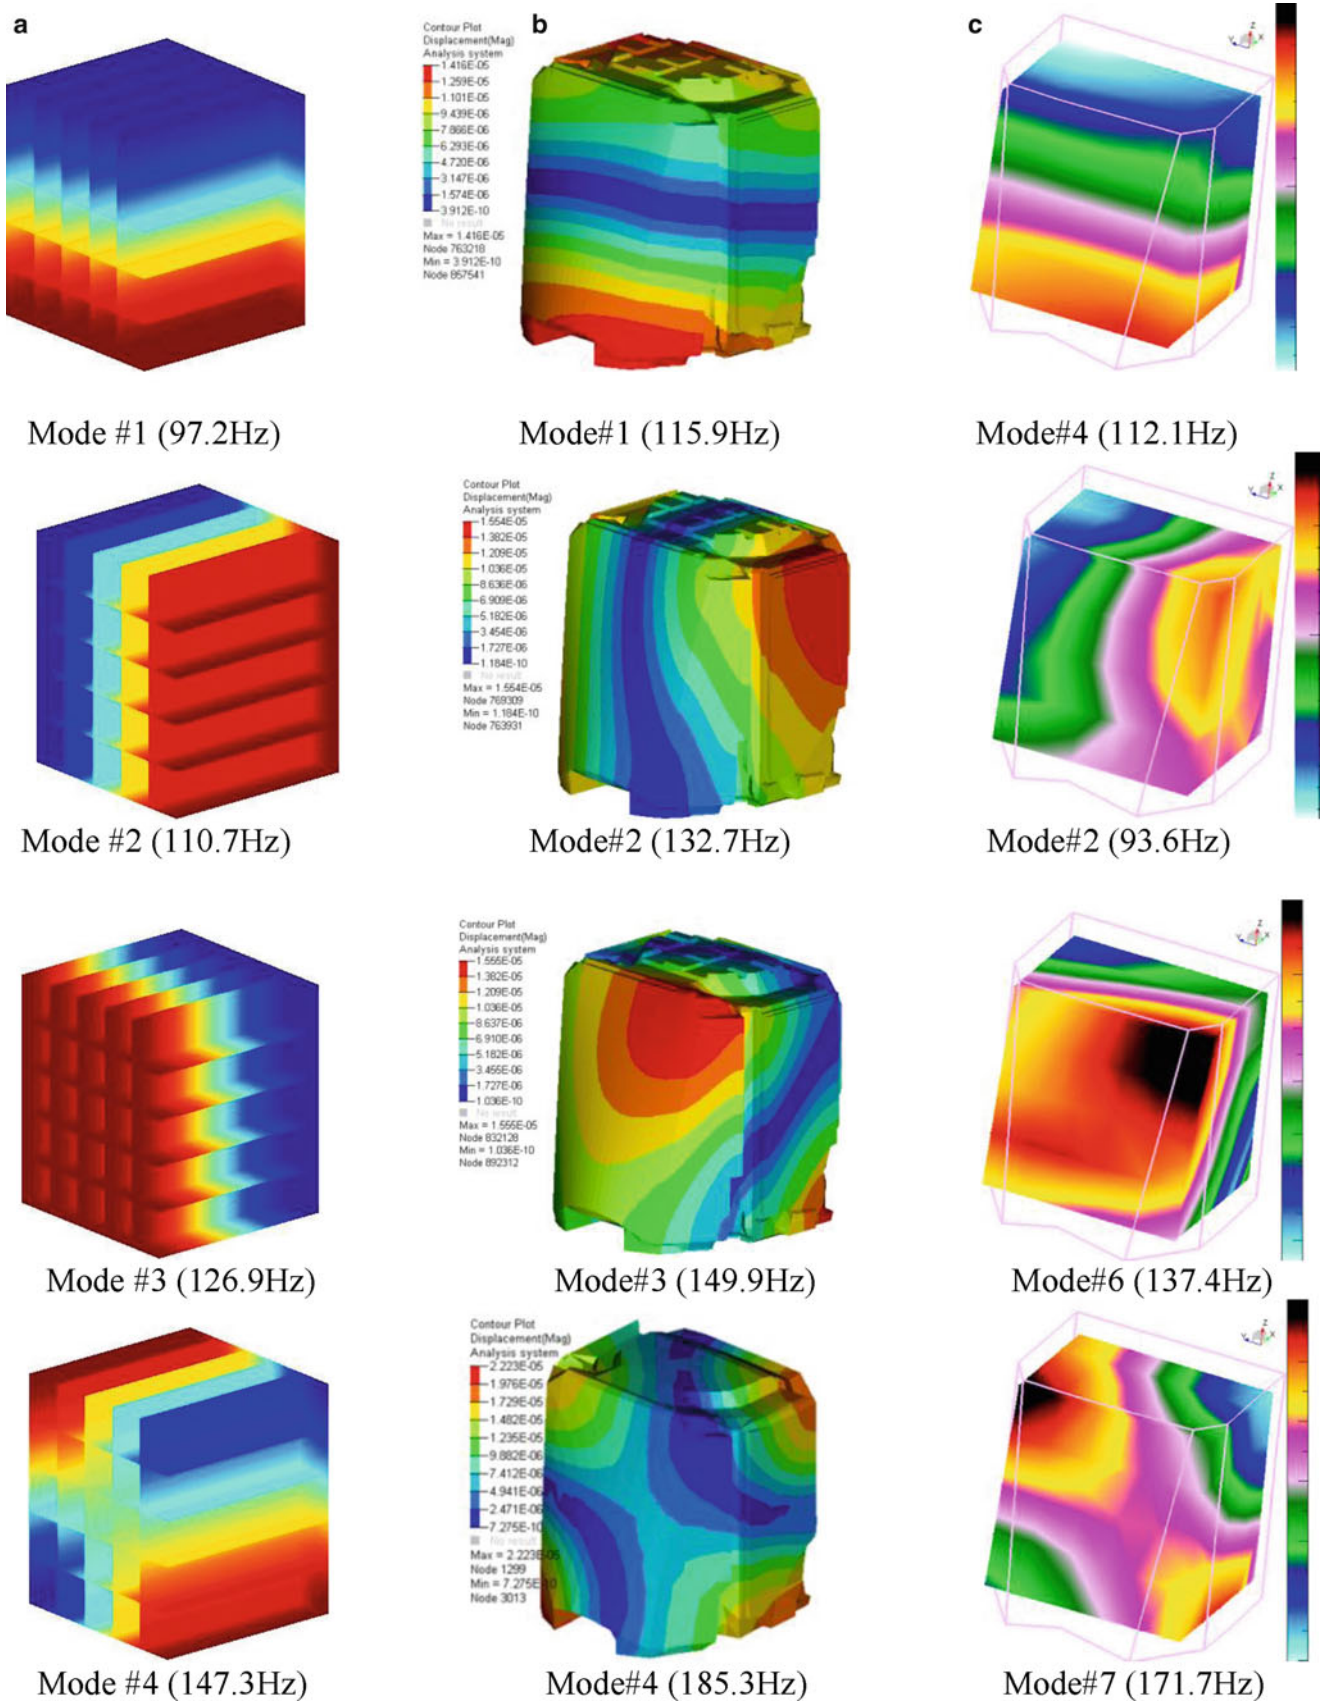 a
b
c
Contour Plot
Displacement(Mag)
Analysis system
1.416E-05
1.259E-05
1.101E-05
9.439E-06
7.866E-06
6.293E-06
4.720E-06
3.147E-06
1.574E-06
3.912E-10
No result
Max = 1.416E-05
Node 763218
Min = 3.912E-10
Node 857541
Z
Y
X
Mode #1 (97.2Hz)
Mode#1 (115.9Hz)
Mode#4 (112.1Hz)
Contour Plot
Displacement(Mag)
Analysis system
1.554E-05
1.382E-05
1.209E-05
1.036E-05
8.636E-06
6.909E-06
5.182E-06
3.454E-06
1.727E-06
1.184E-10
No result
Max = 1.554E-05
Node 769309
Min = 1.184E-10
Node 763931
Z
Y
X
Mode #2 (110.7Hz)
Mode#2 (132.7Hz)
Mode#2 (93.6Hz)
Contour Plot
Displacement(Mag)
Analysis system
1.555E-05
1.382E-05
1.209E-05
1.036E-05
8.637E-06
6.910E-06
5.182E-06
3.455E-06
1.727E-06
1.036E-10
No result
Max = 1.555E-05
Node 832128
Min = 1.036E-10
Node 892312
Z
Y
X
Mode #3 (126.9Hz)
Mode#3 (149.9Hz)
Mode#6 (137.4Hz)
Contour Plot
Displacement(Mag)
Analysis system
2.223E-05
1.976E-05
1.729E-05
1.482E-05
1.235E-05
9.882E-06
7.412E-06
4.941E-06
2.471E-06
7.275E-10
No result
Max = 2.223E-05
Node 1299
Min = 7.275E-10
Node 3013
Z
Y
X
Mode #4 (147.3Hz)
Mode#4 (185.3Hz)
Mode#7 (171.7Hz)